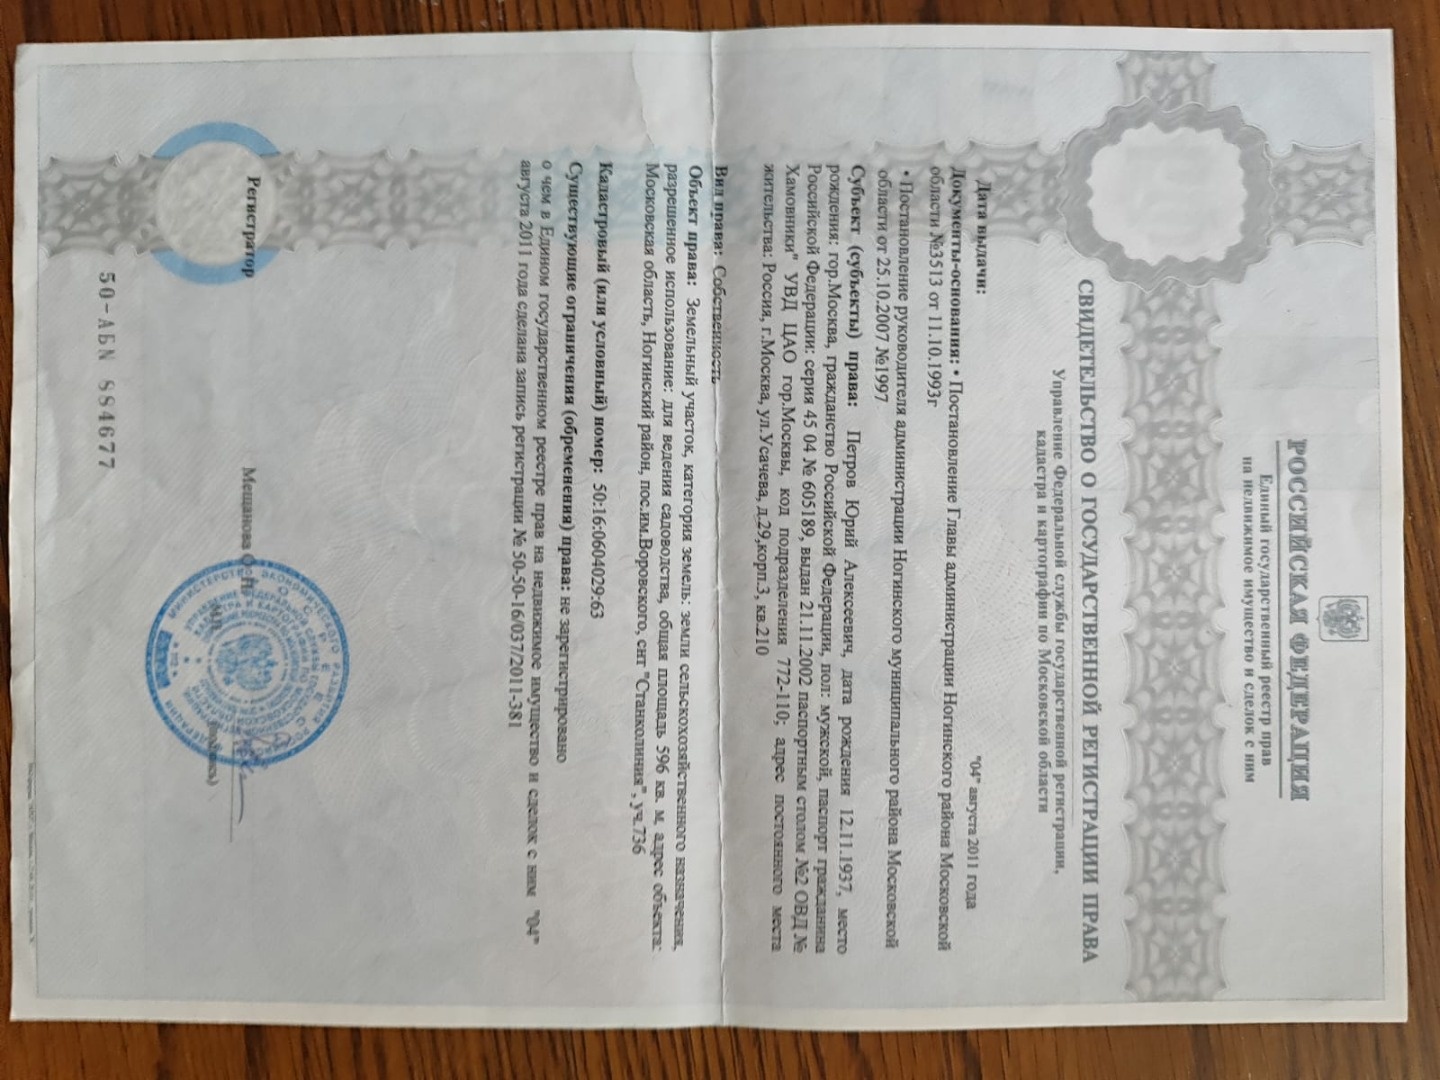 РОССИЙСКАЯ ФЕДЕРАЦИЯ
Единый государственный реестр прав
на недвижимое имущество и сделок с ним
СВИДЕТЕЛЬСТВО О ГОСУДАРСТВЕННОЙ РЕГИСТРАЦИИ ПРАВА
Управление Федеральной службы государственной регистрации,
кадастра и картографии по Московской области
Дата выдачи: "04" августа 2011 года
Документы-основания: • Постановление Главы администрации Ногинского района Московской
области №3513 от 11.10.1993г
• Постановление руководителя администрации Ногинского муниципального района Московской
области от 25.10.2007 №1997
Субъект (субъекты) права: Петров Юрий Алексеевич, дата рождения 12.11.1937, место
рождения: гор.Москва, гражданство Российской Федерации, пол: мужской, паспорт гражданина
Российской Федерации: серия 45 04 № 605189, выдан 21.11.2002 паспортным столом №2 ОВД №
Хамовники" УВД ЦАО гор.Москвы, код подразделения 772-110; адрес постоянного места
жительства: Россия, г.Москва, ул.Усачева, д.29,корп.3, кв.210
Вид права: Собственность
Объект права: Земельный участок, категория земель: земли сельскохозяйственного назначения,
разрешенное использование: для ведения садоводства, общая площадь 596 кв. м, адрес объекта:
Московская область, Ногинский район, пос.им.Воровского, снт "Станколиния", уч.736
Кадастровый (или условный) номер: 50:16:0604029:63
Существующие ограничения (обременения) права: не зарегистрировано
о чем в Едином государственном реестре прав на недвижимое имущество и сделок с ним "04"
августа 2011 года сделана запись регистрации № 50-50-16/037/2011-381
Регистратор
Мещанова О. Н.
М.П.
(подпись)
50-АБN 884677